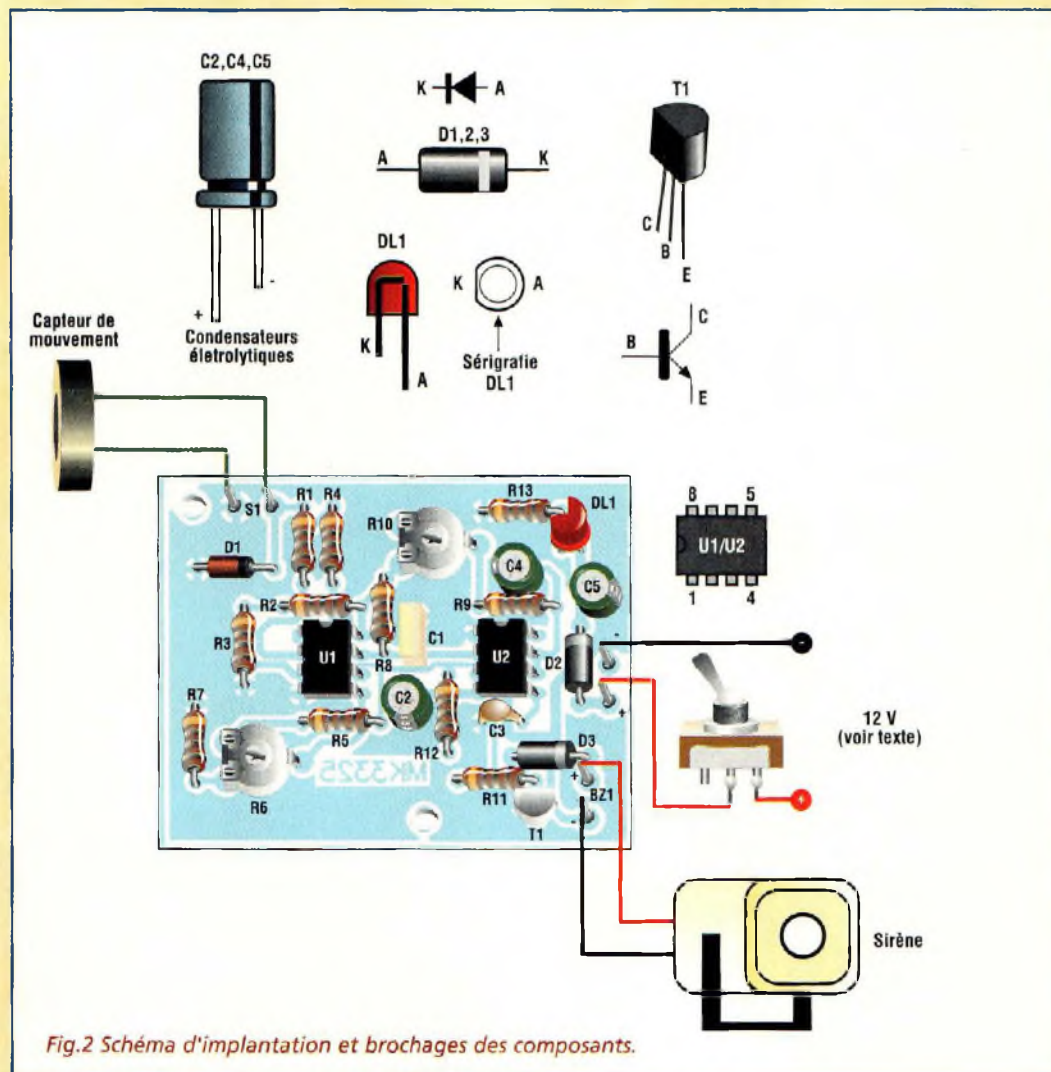 C2,C4,C5
K A
D1,2,3
A K
T1
C
B
E
DL1
K
A
K A
Sérigrafie
DL1
+
-
Condensateurs
életrolytiques
C
B
E
Capteur de
mouvement
S1
R1 R4
R13
DL1
R10
D1
C4
C5
R2
R9
R3
U1
R8
C1
U2
D2
-
+
8 5
U1/U2
1 4
R7
C2
C3
R5
R12
D3
MK3325
+
BZ1
-
R6
R11
T1
12 V
(voir texte)
Sirène
Fig.2 Schéma d'implantation et brochages des composants.